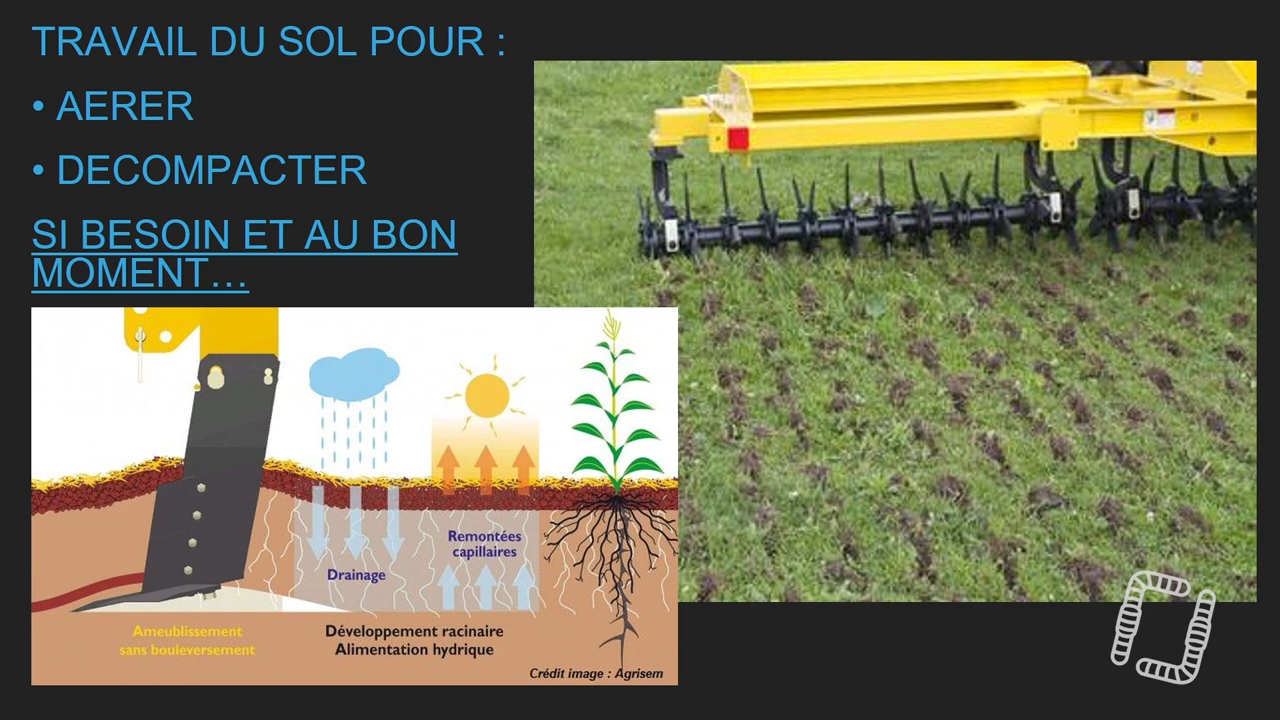 TRAVAIL DU SOL POUR :
• AERER
• DECOMPACTER
SI BESOIN ET AU BON
MOMENT…
Remontées
capillaires
Drainage
Ameublissement
sans bouleversement
Développement racinaire
Alimentation hydrique
Crédit image : Agrisem